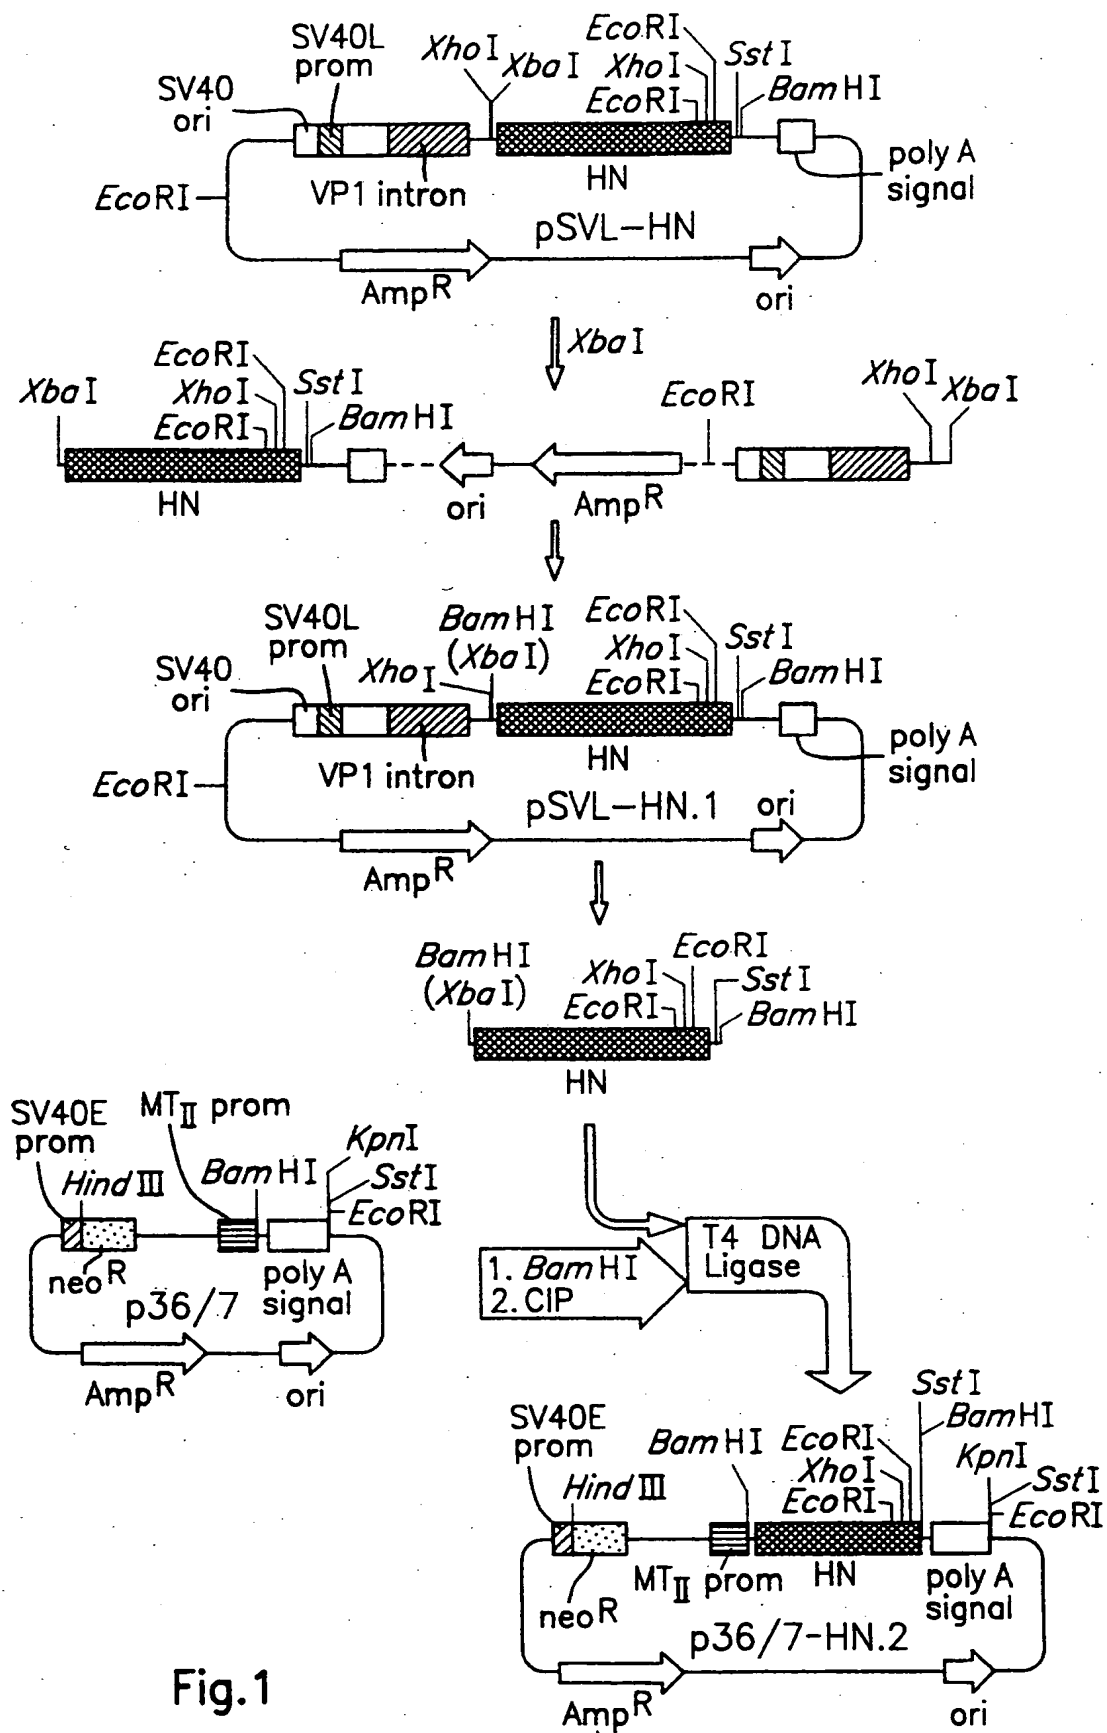 SV40L
prom
SV40
ori
XhoI
XbaI
EcoRI
XhoI
EcoRI
SstI
BamHI
EcoRI
VP1 intron
HN
poly A
signal
pSVL-HN
AmpR
ori
XbaI
XbaI
EcoRI
XhoI
EcoRI
SstI
BamHI
EcoRI
XhoI
XbaI
HN
ori
AmpR
SV40L
prom
SV40
ori
XhoI
BamHI
(XbaI)
EcoRI
XhoI
EcoRI
SstI
BamHI
EcoRI
VP1 intron
HN
poly A
signal
pSVL-HN.1
ori
AmpR
BamHI
(XbaI)
EcoRI
XhoI
EcoRI
SstI
BamHI
HN
SV40E
prom
MTII prom
HindIII
BamHI
KpnI
SstI
EcoRI
neoR
poly A
signal
p36/7
AmpR
ori
1. BamHI
2. CIP
T4 DNA
Ligase
SV40E
prom
HindIII
BamHI
EcoRI
XhoI
EcoRI
SstI
BamHI
KpnI
SstI
EcoRI
neoR
MTII prom
HN
poly A
signal
p36/7-HN.2
AmpR
ori
Fig.1